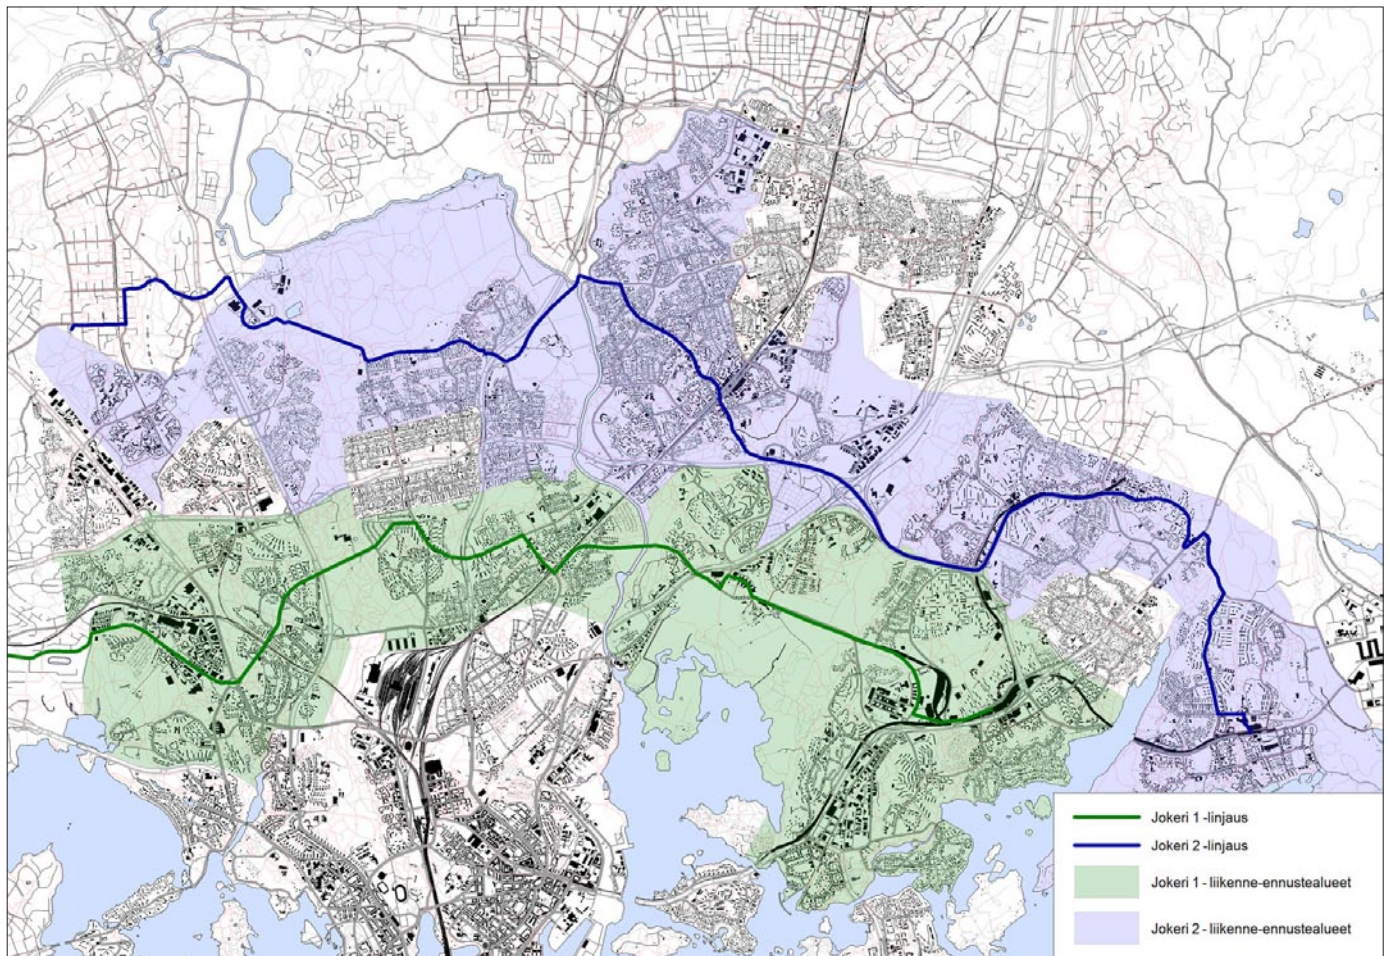 Jokeri 1 -linjaus
Jokeri 2 -linjaus
Jokeri 1 - liikenne-ennustealueet
Jokeri 2 - liikenne-ennustealueet